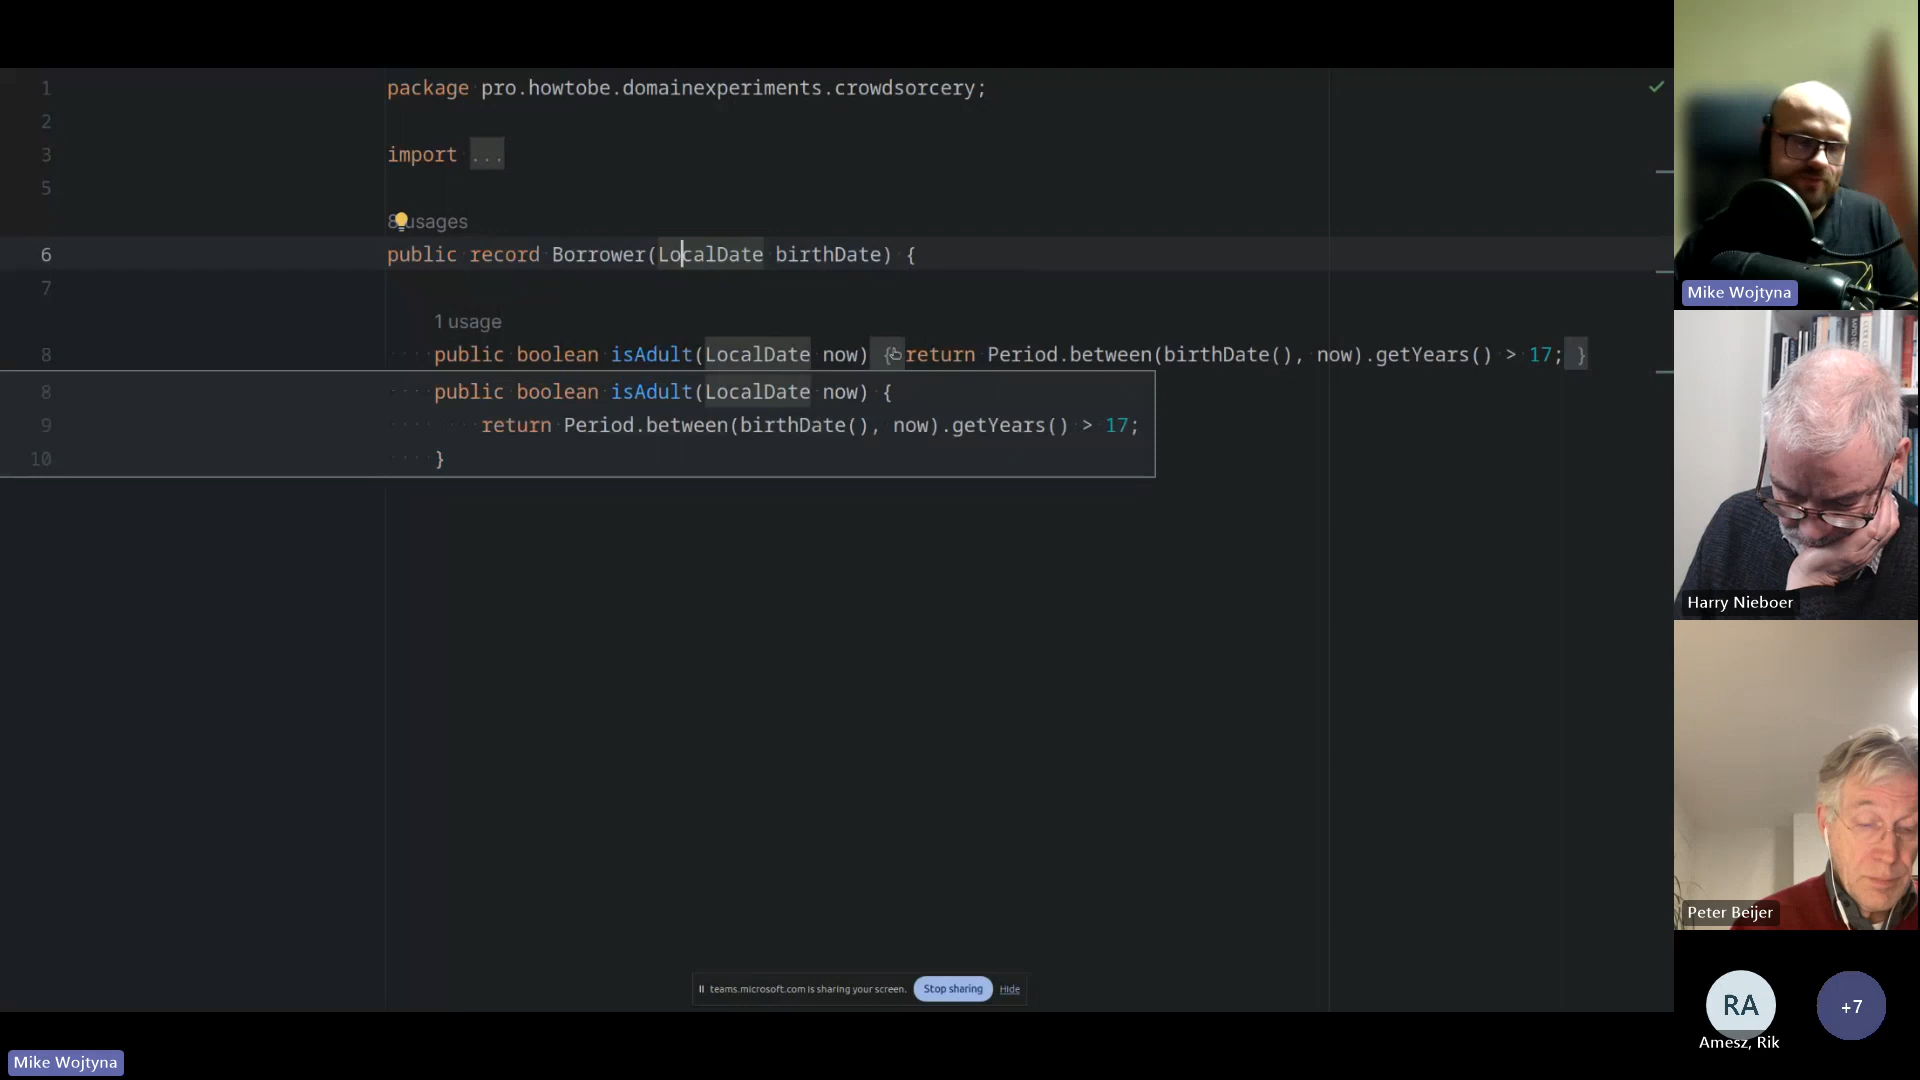 1 package pro.howtobe.domainexperiments.crowdsorcery;
2
3 import ...
5
8 usages
6 public record Borrower(LocalDate birthDate) {
7
1 usage
8 public boolean isAdult(LocalDate now) { return Period.between(birthDate(), now).getYears() > 17; }
8 public boolean isAdult(LocalDate now) {
9 return Period.between(birthDate(), now).getYears() > 17;
10 }
teams.microsoft.com is sharing your screen. Stop sharing Hide
Mike Wojtyna
Mike Wojtyna
Harry Nieboer
Peter Beijer
RA +7
Amesz, Rik